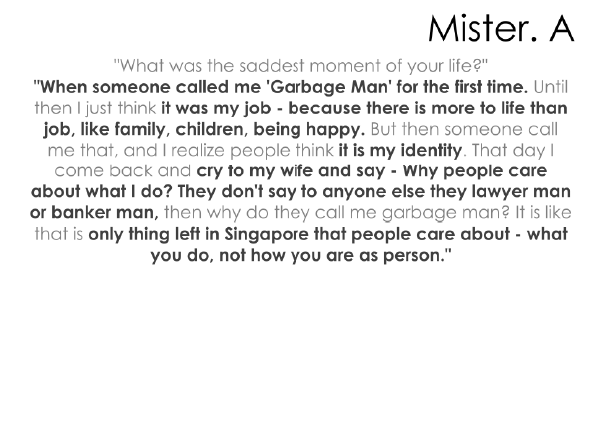 Mister. A
"What was the saddest moment of your life?"
"When someone called me 'Garbage Man' for the first time. Until
then I just think it was my job - because there is more to life than
job, like family, children, being happy. But then someone call
me that, and I realize people think it is my identity. That day I
come back and cry to my wife and say - Why people care
about what I do? They don't say to anyone else they lawyer man
or banker man, then why do they call me garbage man? It is like
that is only thing left in Singapore that people care about - what
you do, not how you are as person."